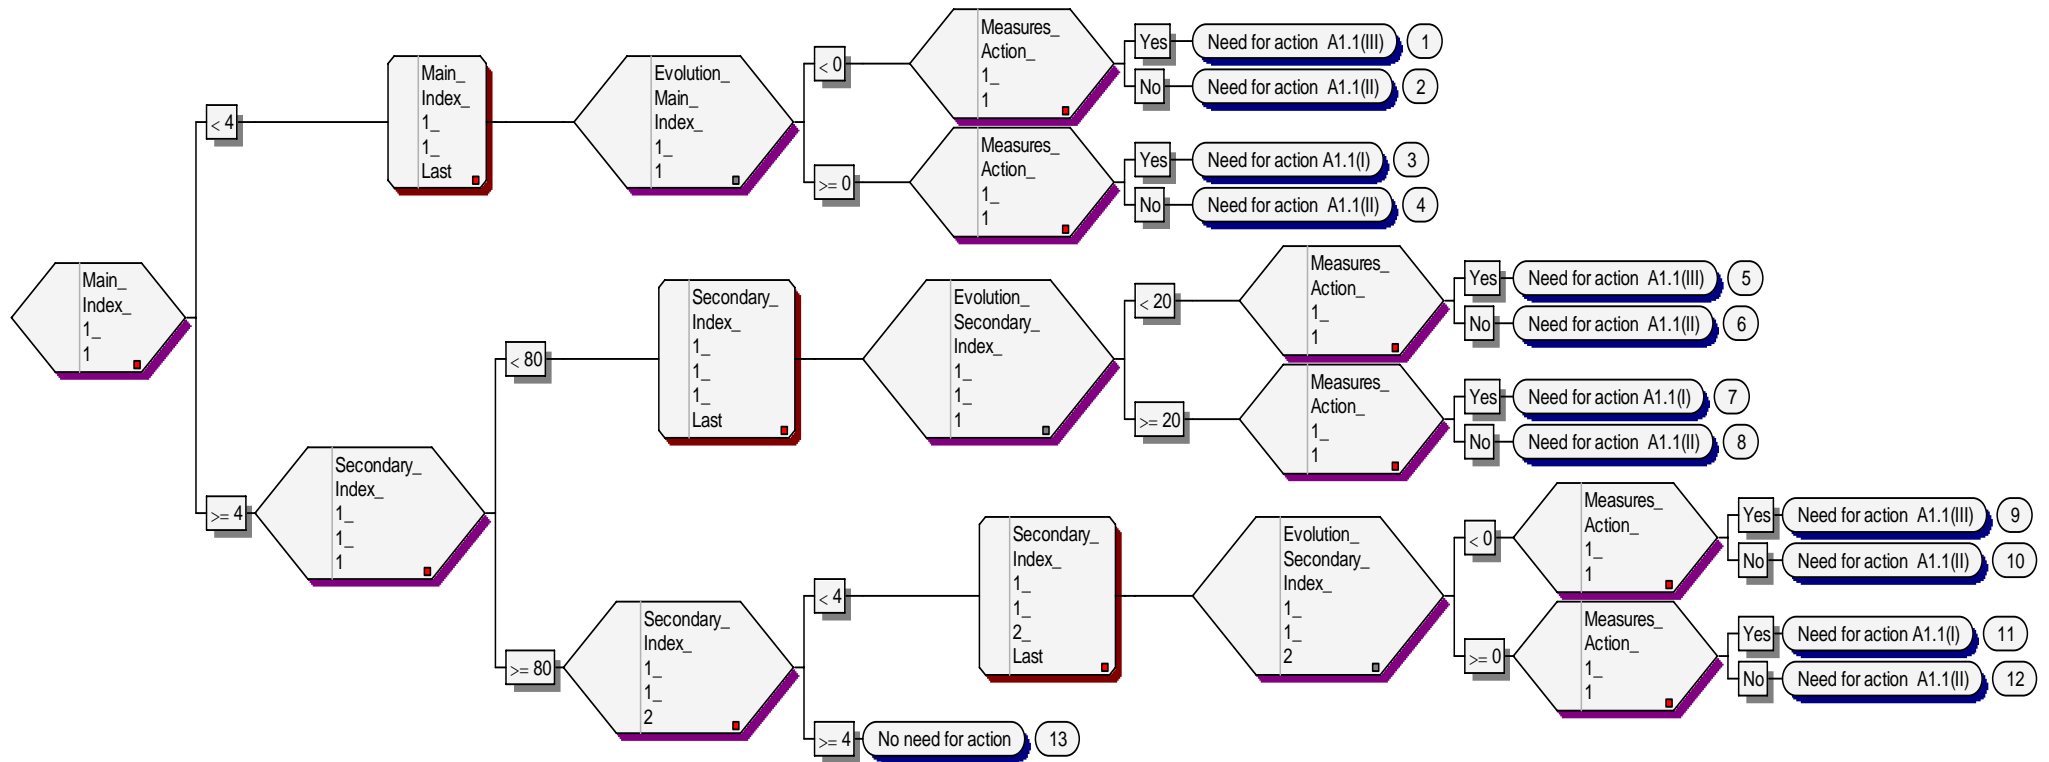 Main_
Index_
1_
1
< 4
Main_
Index_
1_
1_
Last
Evolution_
Main_
Index_
1_
1
< 0
Measures_
Action_
1_
1
Yes
Need for action A1.1(III)
1
No
Need for action A1.1(II)
2
>= 0
Measures_
Action_
1_
1
Yes
Need for action A1.1(I)
3
No
Need for action A1.1(II)
4
>= 4
Secondary_
Index_
1_
1_
1
< 80
Secondary_
Index_
1_
1_
1_
Last
Evolution_
Secondary_
Index_
1_
1_
1
< 20
Measures_
Action_
1_
1
Yes
Need for action A1.1(III)
5
No
Need for action A1.1(II)
6
>= 20
Measures_
Action_
1_
1
Yes
Need for action A1.1(I)
7
No
Need for action A1.1(II)
8
>= 80
Secondary_
Index_
1_
1_
2
< 4
Secondary_
Index_
1_
1_
2_
Last
Evolution_
Secondary_
Index_
1_
1_
2
< 0
Measures_
Action_
1_
1
Yes
Need for action A1.1(III)
9
No
Need for action A1.1(II)
10
>= 0
Measures_
Action_
1_
1
Yes
Need for action A1.1(I)
11
No
Need for action A1.1(II)
12
>= 4
No need for action
13